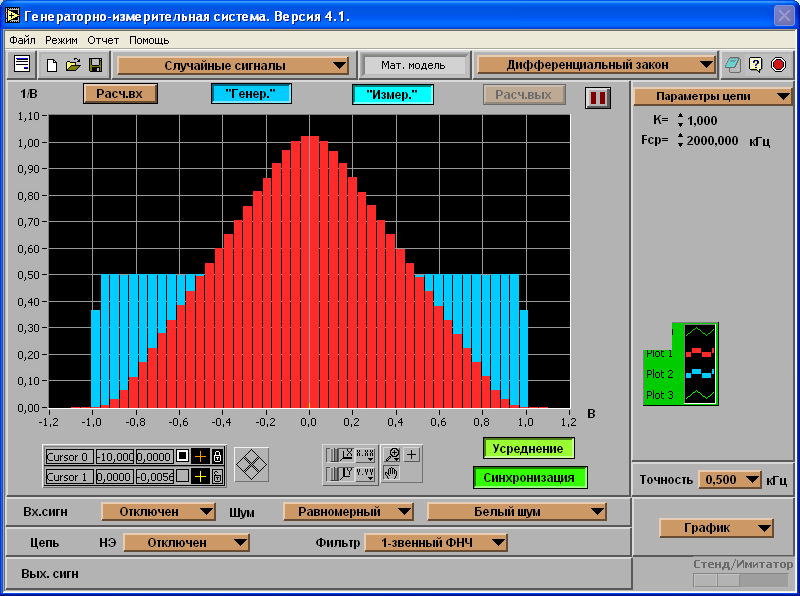 Генераторно-измерительная система. Версия 4.1.
Файл Режим Отчет Помощь
Случайные сигналы Мат. модель Дифференциальный закон
1/В Расч.вх "Генер." "Измер." Расч.вых Параметры цепи
K= 1,000
Fcp= 2000,000 кГц
1,10
1,00
0,90
0,80
0,70
0,60
0,50
0,40
0,30
0,20
0,10
0,00
-1,2 -1,0 -0,8 -0,6 -0,4 -0,2 0,0 0,2 0,4 0,6 0,8 1,0 1,2 В
Plot 1
Plot 2
Plot 3
Cursor 0 -10,000 0,0000
Cursor 1 0,0000 -0,0056
X X.XX
Y Y.YY
Усреднение
Синхронизация
Точность 0,500 кГц
Вх.сигн Отключен Шум Равномерный Белый шум
График
Цепь НЭ Отключен Фильтр 1-звенный ФНЧ
Стенд/Имитатор
Вых. сигн